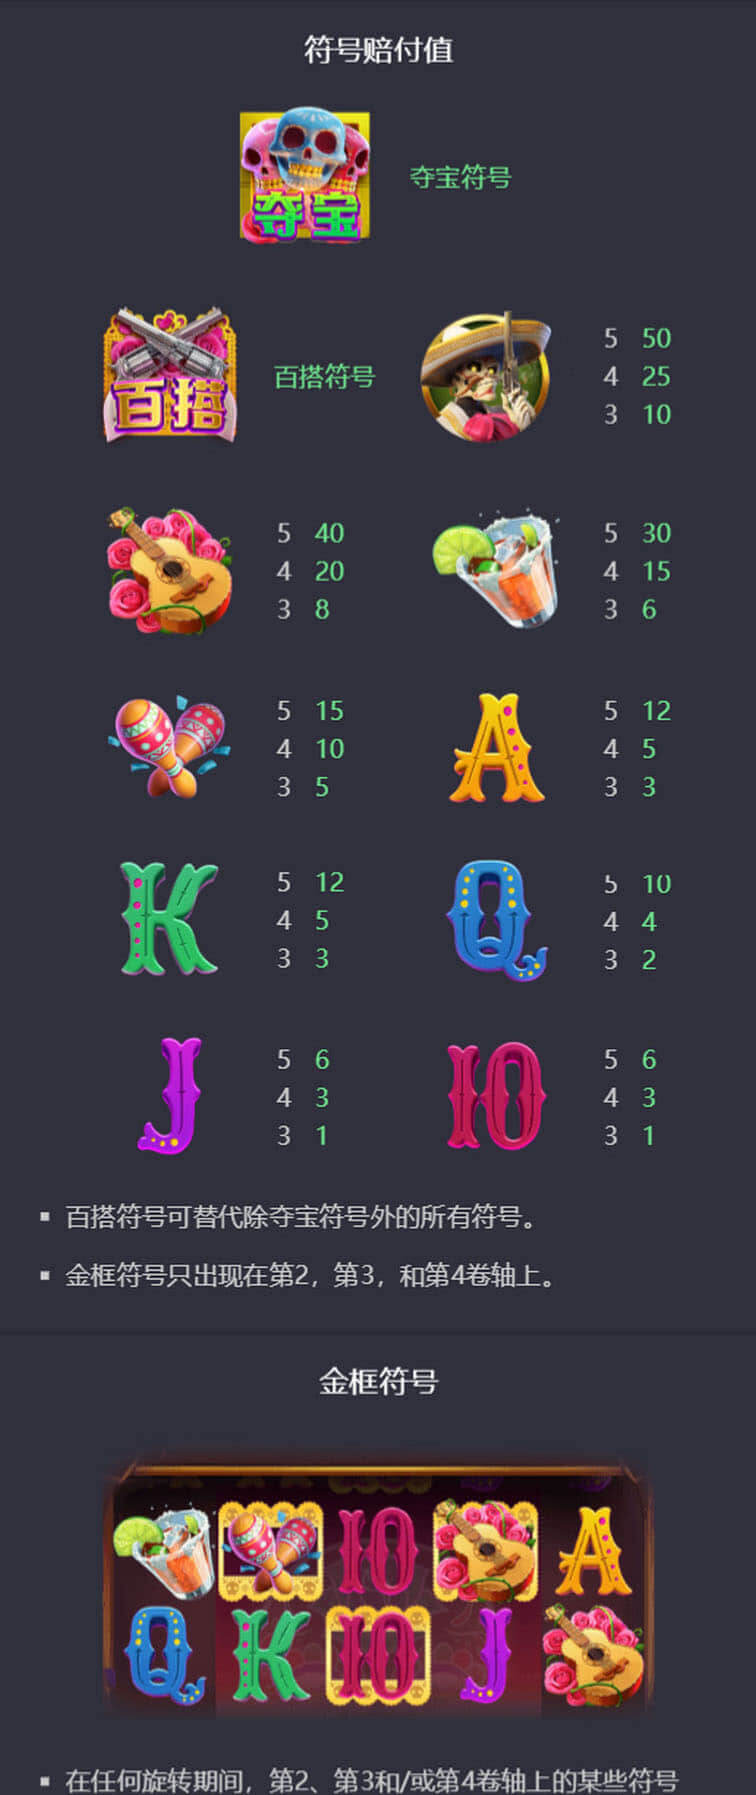 符号赔付值
夺宝
夺宝符号
百搭
百搭符号
5 50
4 25
3 10
5 40
4 20
3 8
5 30
4 15
3 6
5 15
4 10
3 5
A
5 12
4 5
3 3
K
5 12
4 5
3 3
Q
5 10
4 4
3 2
J
5 6
4 3
3 1
10
5 6
4 3
3 1
▪ 百搭符号可替代除夺宝符号外的所有符号。
▪ 金框符号只出现在第2，第3，和第4卷轴上。
金框符号
10 A
Q K 10 J
▪ 在任何旋转期间，第2、第3和/或第4卷轴上的某些符号